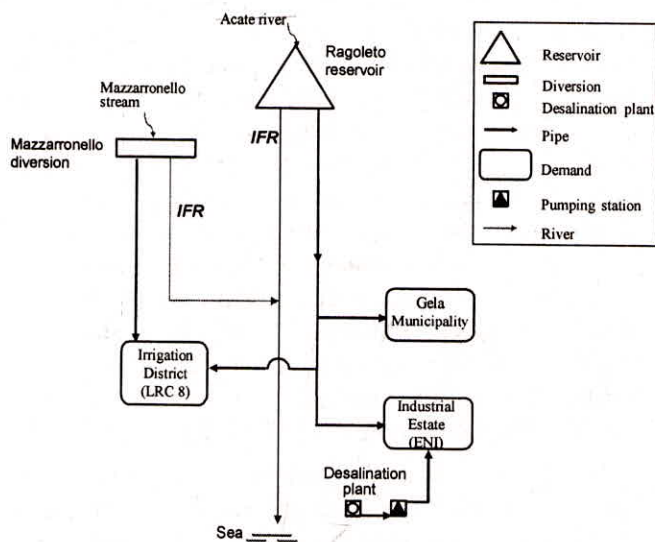 Acate river
Ragoleto
reservoir
Mazzarronello
stream
Mazzarronello
diversion
IFR
IFR
Gela
Municipality
Irrigation
District
(LRC 8)
Industrial
Estate
(ENI)
Desalination
plant
Sea
Reservoir
Diversion
Desalination plant
Pipe
Demand
Pumping station
River